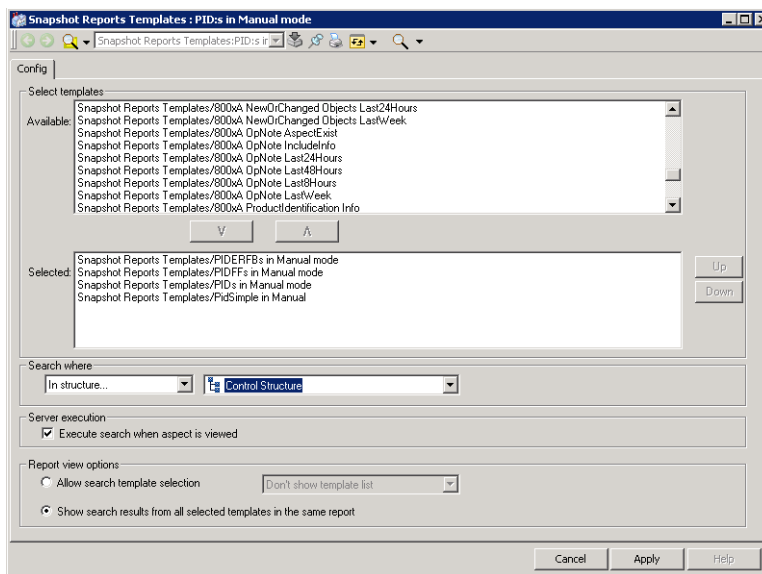 Snapshot Reports Templates : PID:s in Manual mode
Snapshot Reports Templates:PID:s ir
Config
Select templates
Available:
Snapshot Reports Templates/800xA NewOrChanged Objects Last24Hours
Snapshot Reports Templates/800xA NewOrChanged Objects LastWeek
Snapshot Reports Templates/800xA OpNote AspectExist
Snapshot Reports Templates/800xA OpNote IncludeInfo
Snapshot Reports Templates/800xA OpNote Last24Hours
Snapshot Reports Templates/800xA OpNote Last48Hours
Snapshot Reports Templates/800xA OpNote Last8Hours
Snapshot Reports Templates/800xA OpNote LastWeek
Snapshot Reports Templates/800xA ProductIdentification Info
V Λ
Selected:
Snapshot Reports Templates/PIDERFBs in Manual mode
Snapshot Reports Templates/PIDFFs in Manual mode
Snapshot Reports Templates/PIDs in Manual mode
Snapshot Reports Templates/PidSimple in Manual
Up
Down
Search where
In structure... Control Structure
Server execution
Execute search when aspect is viewed
Report view options
Allow search template selection Don't show template list
Show search results from all selected templates in the same report
Cancel Apply Help